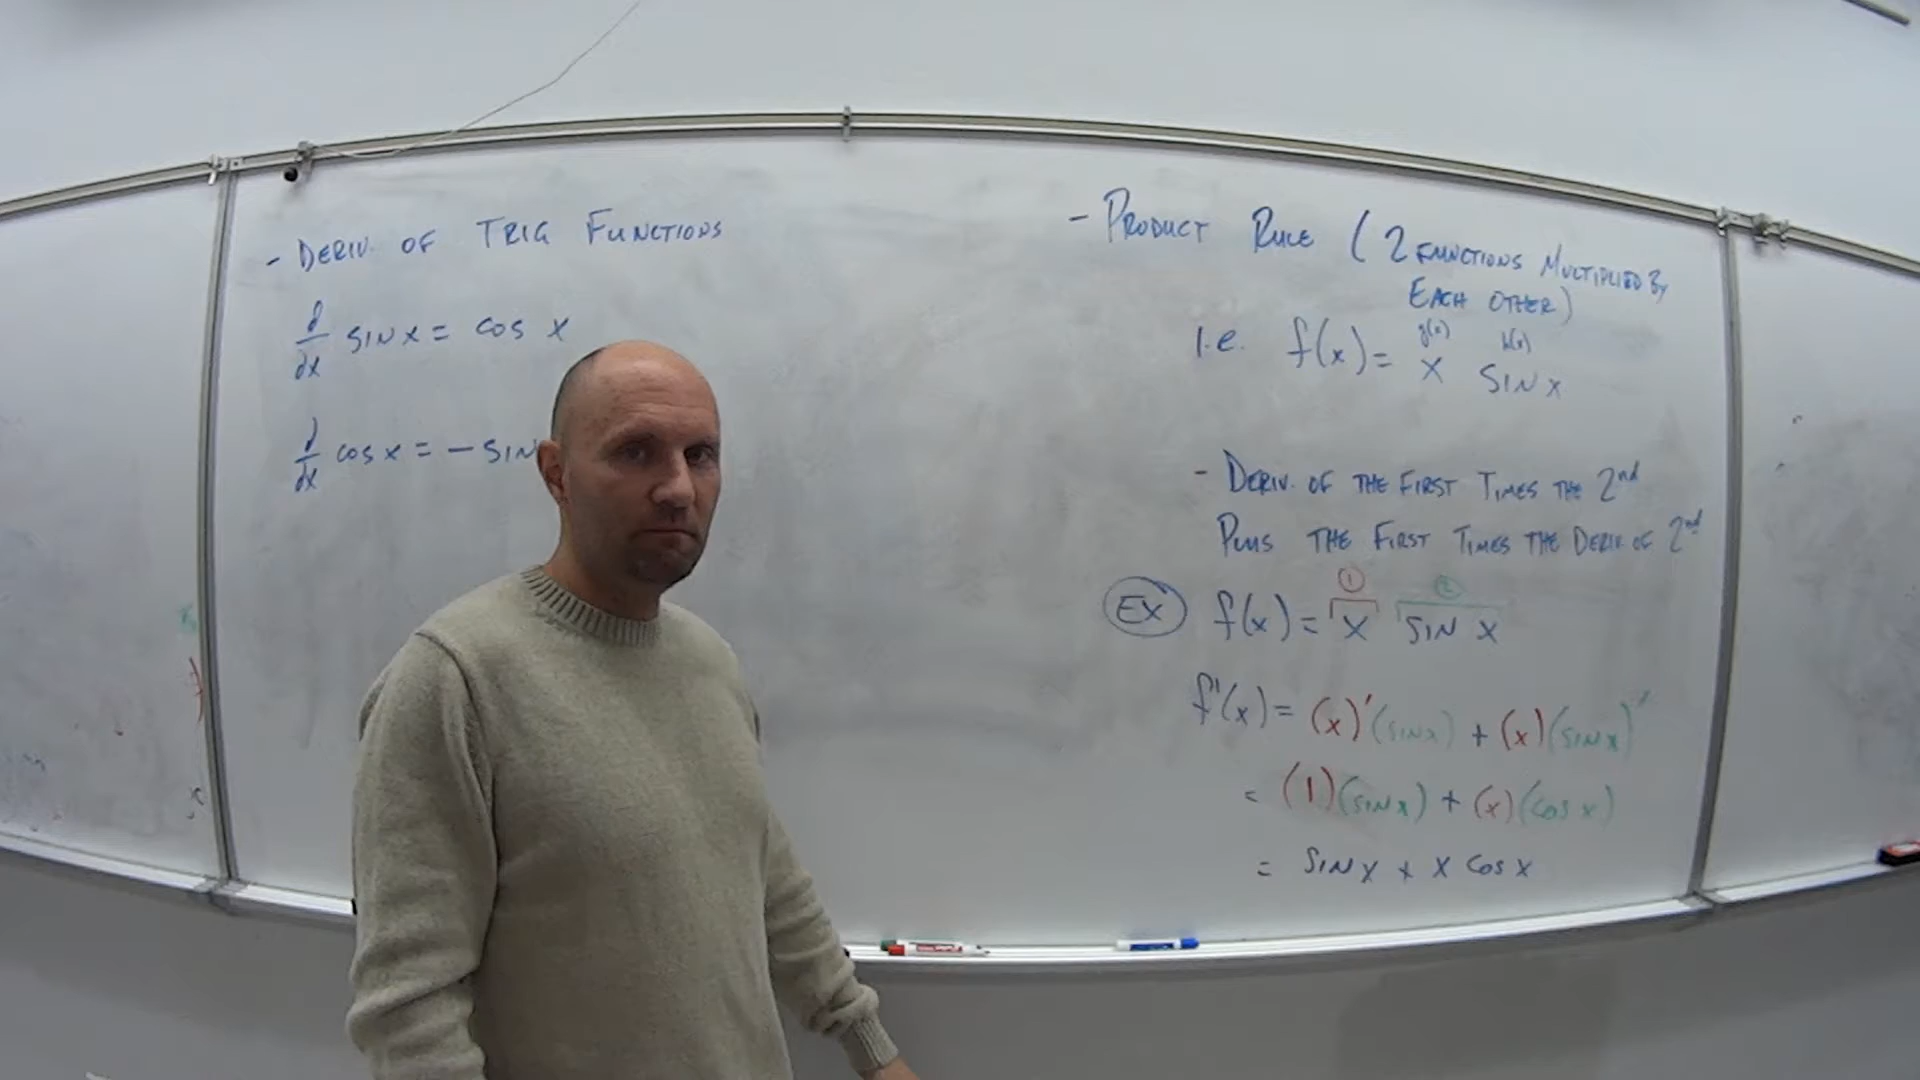 - DERIV. OF TRIG FUNCTIONS
d/dx SIN X = COS X
d/dx COS X = - SIN
- PRODUCT RULE (2 FUNCTIONS MULTIPLIED BY
EACH OTHER)
g(x) h(x)
I.e. f(x) = X SIN X
- DERIV. OF THE FIRST TIMES THE 2nd
PLUS THE FIRST TIMES THE DERIV. OF 2nd
① ②
EX f(x) = X SIN X
f'(x) = (x)'(SIN X) + (x)(SIN X)'
= (1)(SIN X) + (x)(COS X)
= SIN X + X COS X